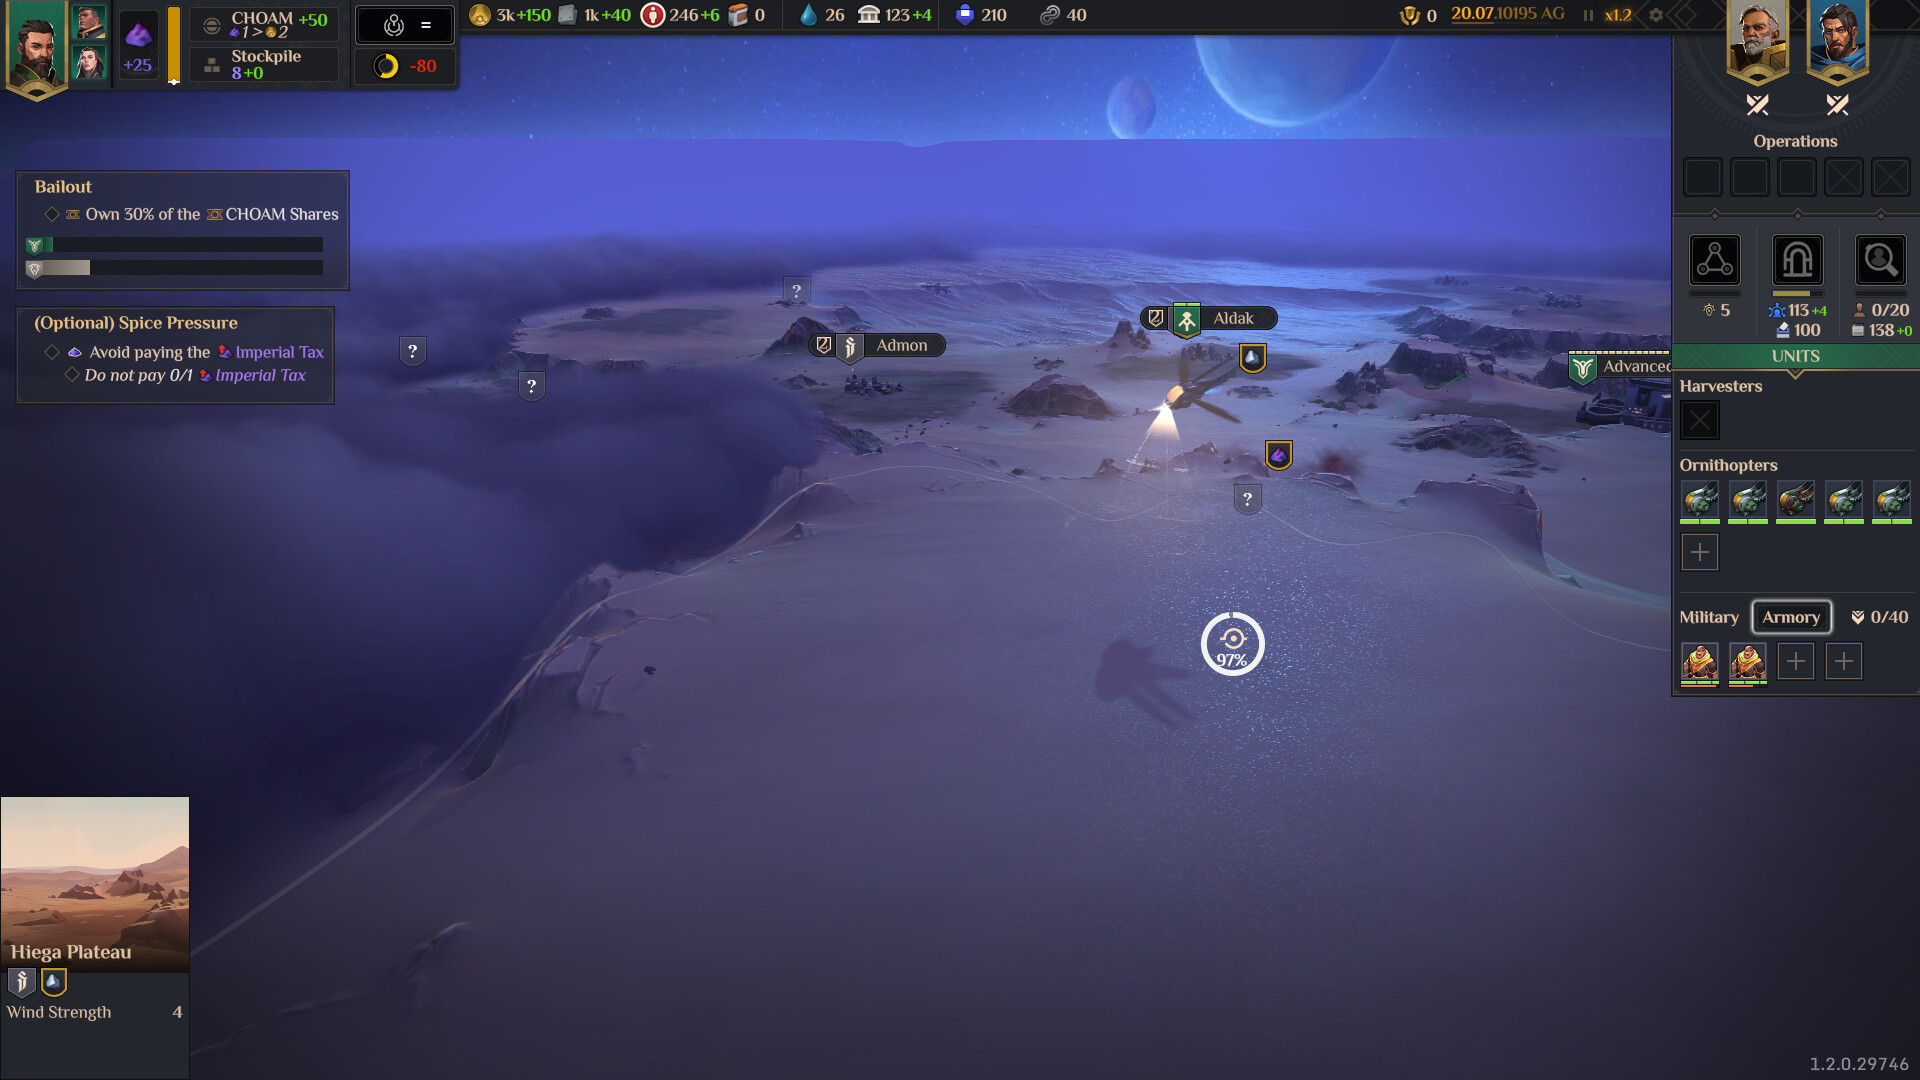 +25
CHOAM +50
1 > 2
Stockpile
8+0
=
-80
3k+150
1k+40
246+6
0
26
123+4
210
40
0
20.07.10195 AG
x1.2
Bailout
Own 30% of the CHOAM Shares
(Optional) Spice Pressure
Avoid paying the Imperial Tax
Do not pay 0/1 Imperial Tax
?
?
?
?
Admon
Aldak
Advanced
97%
Operations
5
113+4
100
0/20
138+0
UNITS
Harvesters
Ornithopters
Military
Armory
0/40
Hiega Plateau
Wind Strength 4
1.2.0.29746